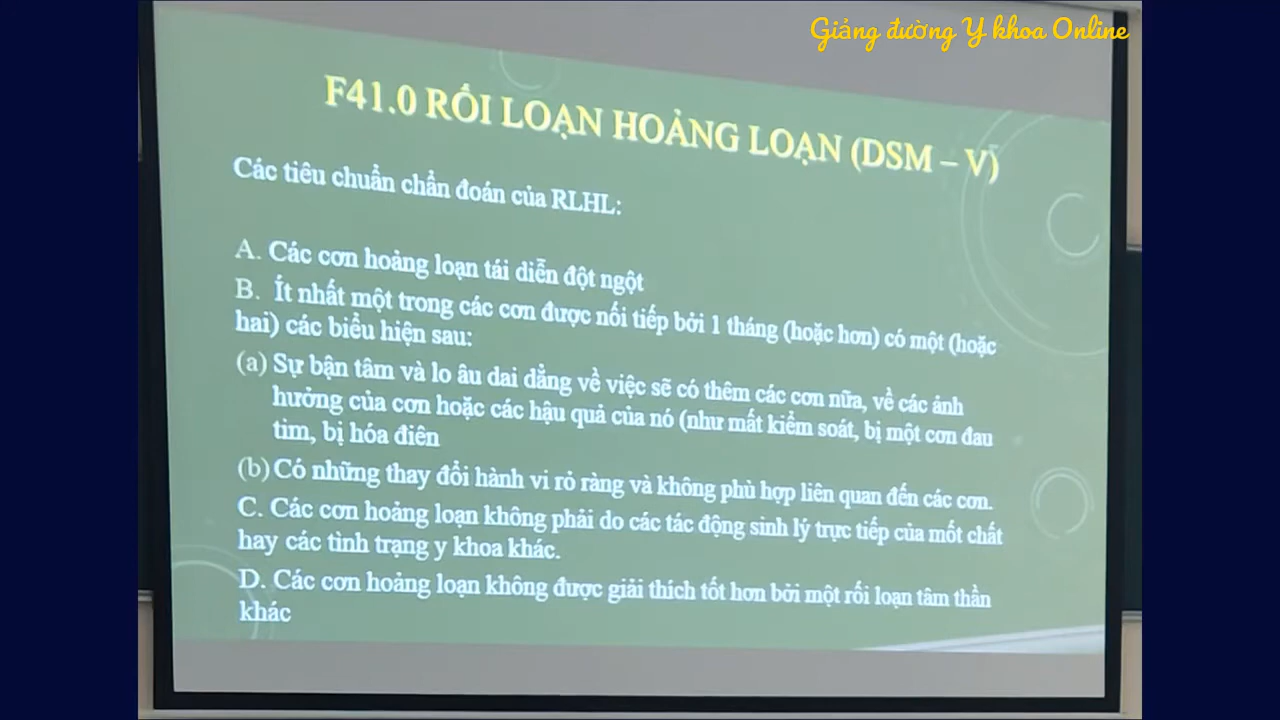 Giảng đường Y khoa Online
F41.0 RỐI LOẠN HOẢNG LOẠN (DSM – V)
Các tiêu chuẩn chẩn đoán của RLHL:
A. Các cơn hoảng loạn tái diễn đột ngột
B. Ít nhất một trong các cơn được nối tiếp bởi 1 tháng (hoặc hơn) có một (hoặc
hai) các biểu hiện sau:
(a) Sự bận tâm và lo âu dai dẳng về việc sẽ có thêm các cơn nữa, về các ảnh
hưởng của cơn hoặc các hậu quả của nó (như mất kiểm soát, bị một cơn đau
tim, bị hóa điên
(b) Có những thay đổi hành vi rỏ ràng và không phù hợp liên quan đến các cơn.
C. Các cơn hoảng loạn không phải do các tác động sinh lý trực tiếp của mốt chất
hay các tình trạng y khoa khác.
D. Các cơn hoảng loạn không được giải thích tốt hơn bởi một rối loạn tâm thần
khác